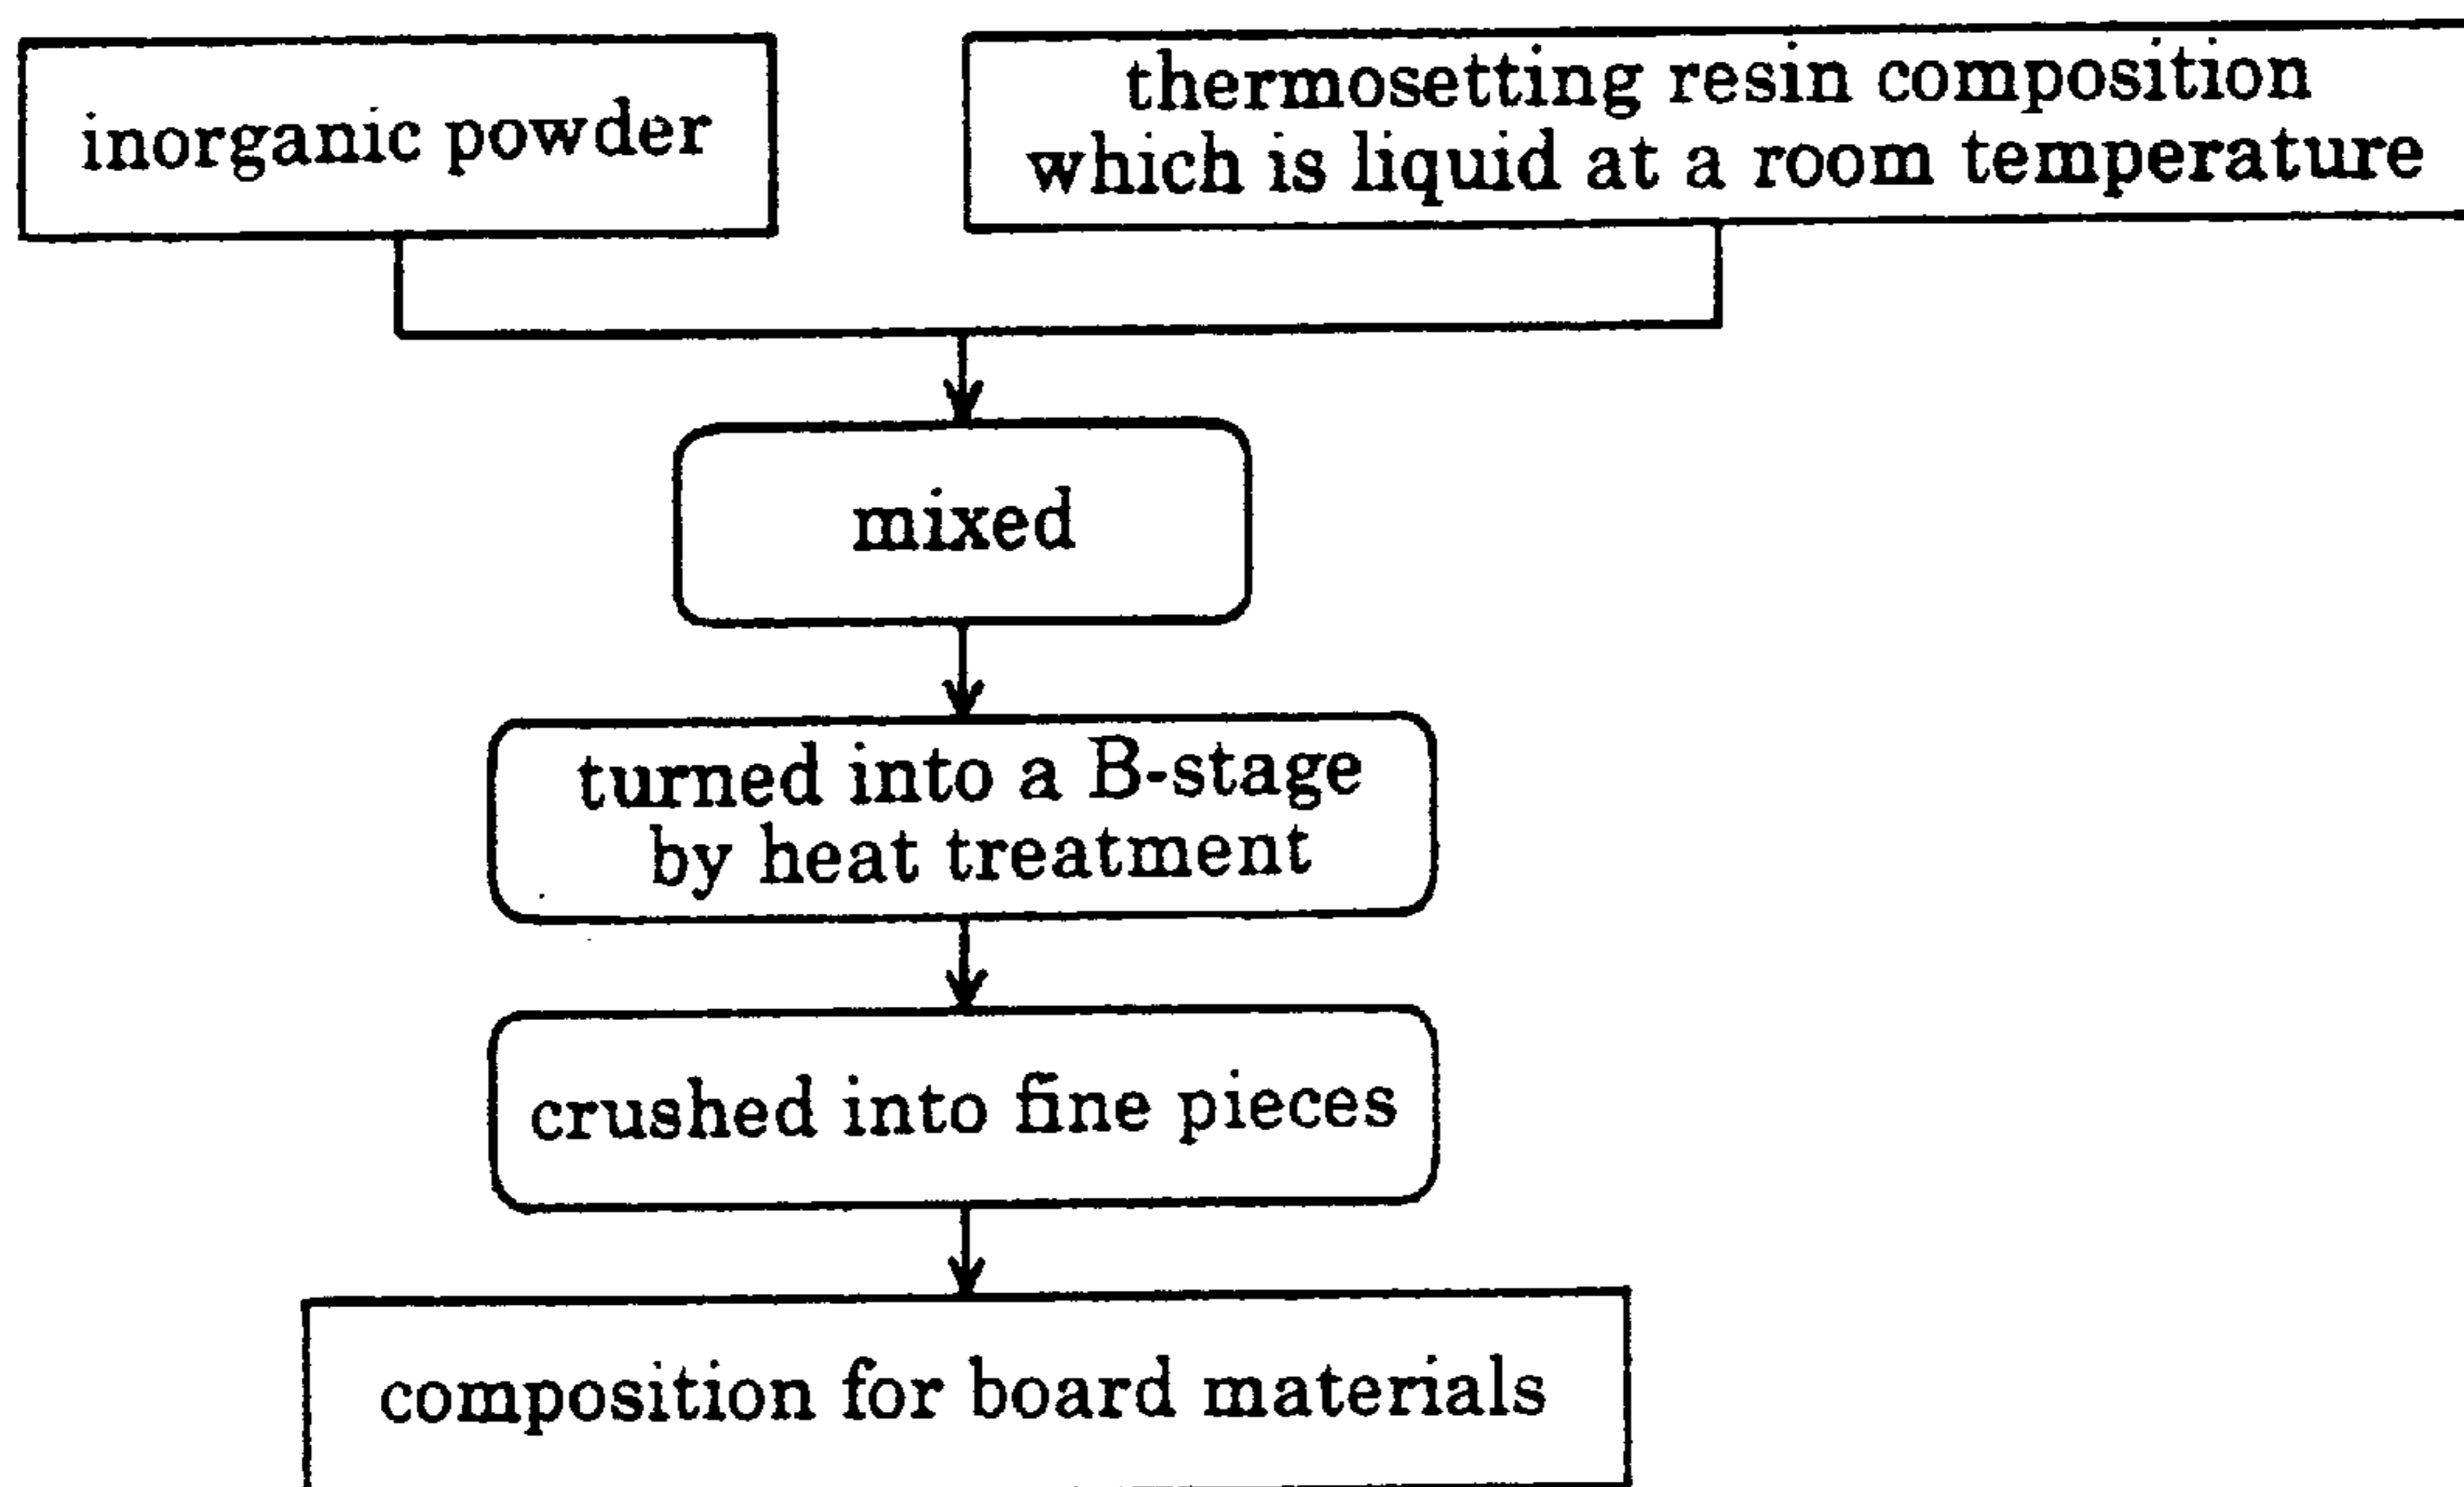 inorganic powder
thermosetting resin composition
which is liquid at a room temperature
mixed
turned into a B-stage
by heat treatment
crushed into fine pieces
composition for board materials